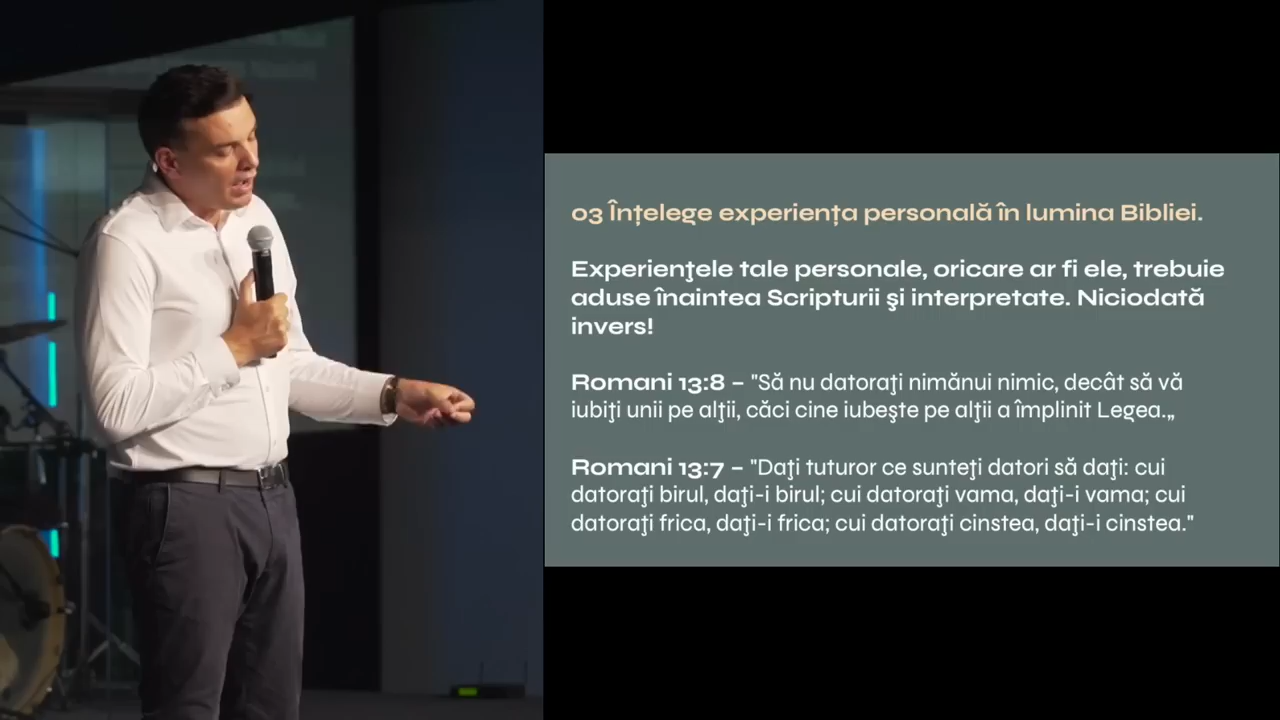 03 Înțelege experiența personală în lumina Bibliei.
Experienţele tale personale, oricare ar fi ele, trebuie
aduse înaintea Scripturii şi interpretate. Niciodată
invers!
Romani 13:8 – "Să nu datoraţi nimănui nimic, decât să vă
iubiţi unii pe alţii, căci cine iubeşte pe alţii a împlinit Legea.„
Romani 13:7 – "Daţi tuturor ce sunteţi datori să daţi: cui
datoraţi birul, daţi-i birul; cui datoraţi vama, daţi-i vama; cui
datoraţi frica, daţi-i frica; cui datoraţi cinstea, daţi-i cinstea."